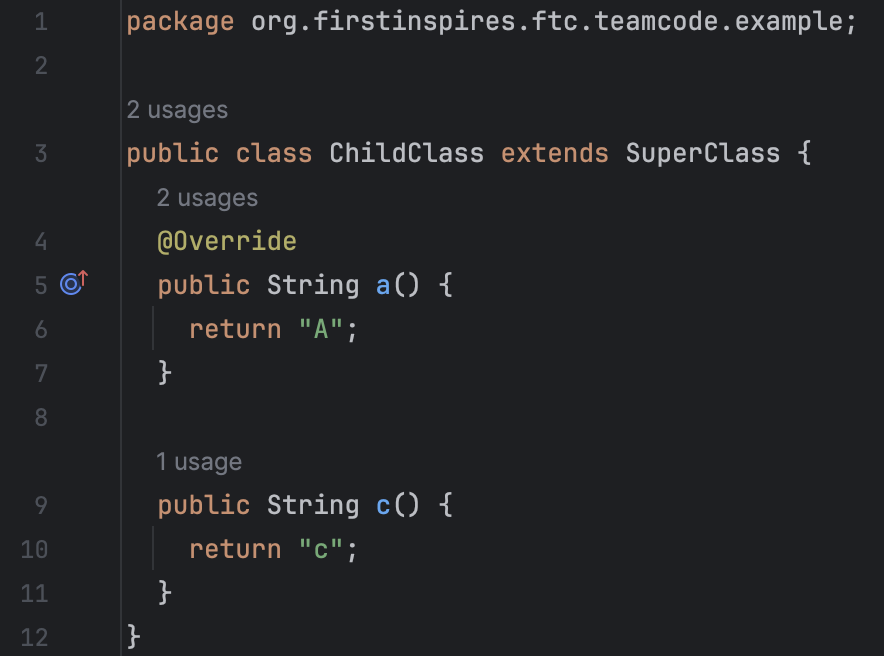 1 package org.firstinspires.ftc.teamcode.example;
2
2 usages
3 public class ChildClass extends SuperClass {
2 usages
4 @Override
5 public String a() {
6 return "A";
7 }
8
1 usage
9 public String c() {
10 return "c";
11 }
12 }